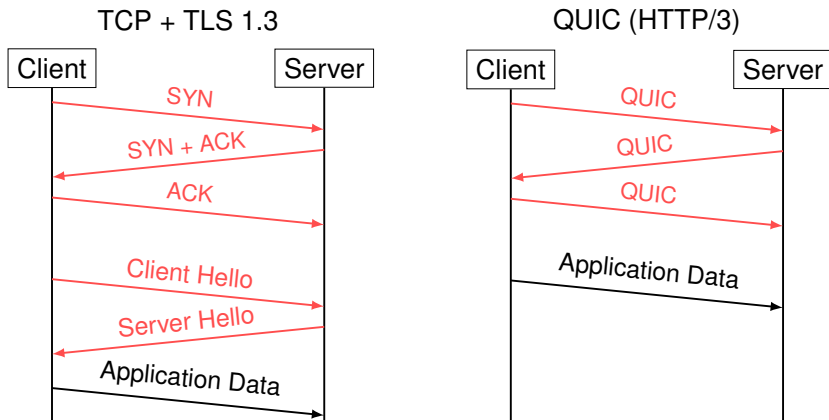 TCP + TLS 1.3
Client
Server
SYN
SYN + ACK
ACK
Client Hello
Server Hello
Application Data
QUIC (HTTP/3)
Client
Server
QUIC
QUIC
QUIC
Application Data